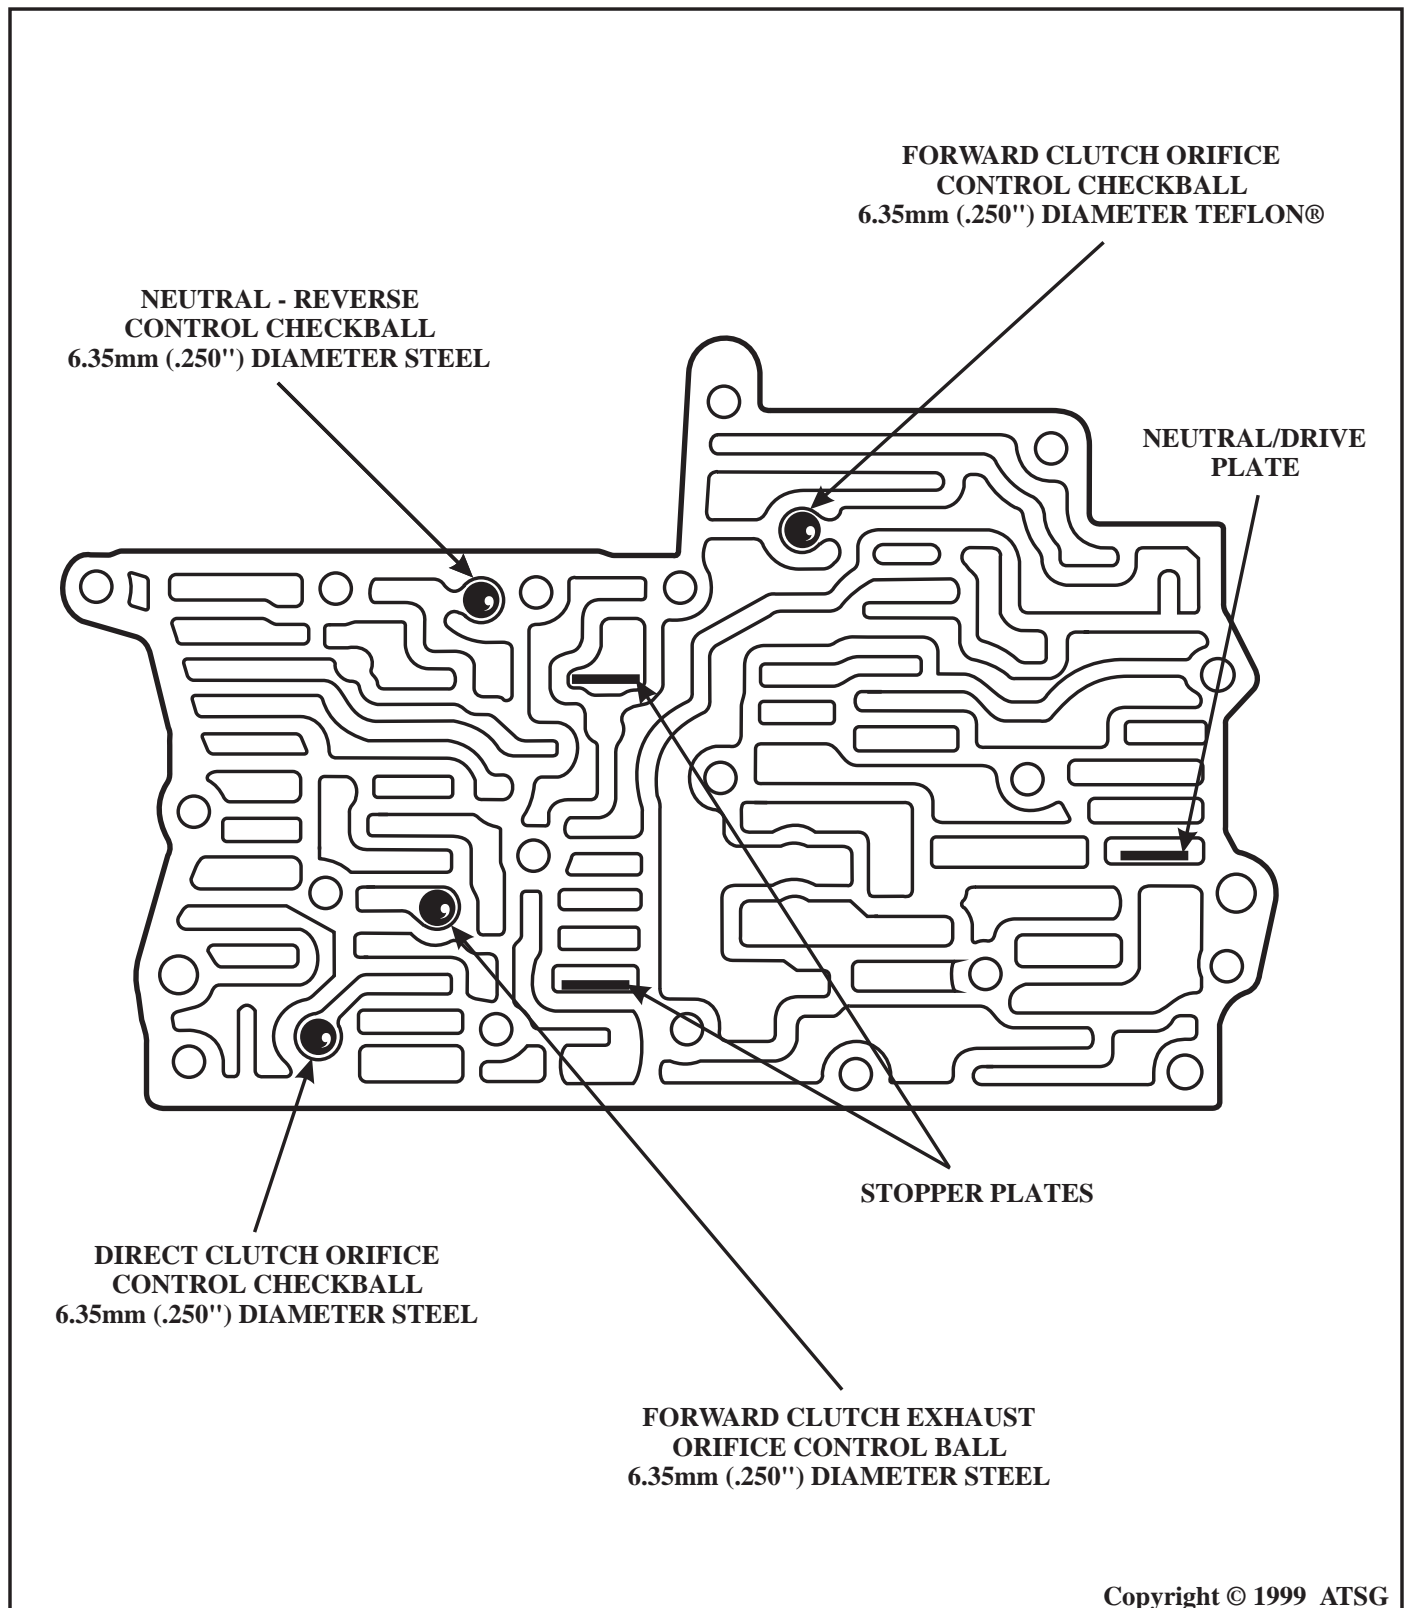 FORWARD CLUTCH ORIFICE
CONTROL CHECKBALL
6.35mm (.250") DIAMETER TEFLON®
NEUTRAL - REVERSE
CONTROL CHECKBALL
6.35mm (.250") DIAMETER STEEL
NEUTRAL/DRIVE
PLATE
STOPPER PLATES
DIRECT CLUTCH ORIFICE
CONTROL CHECKBALL
6.35mm (.250") DIAMETER STEEL
FORWARD CLUTCH EXHAUST
ORIFICE CONTROL BALL
6.35mm (.250") DIAMETER STEEL
Copyright © 1999 ATSG